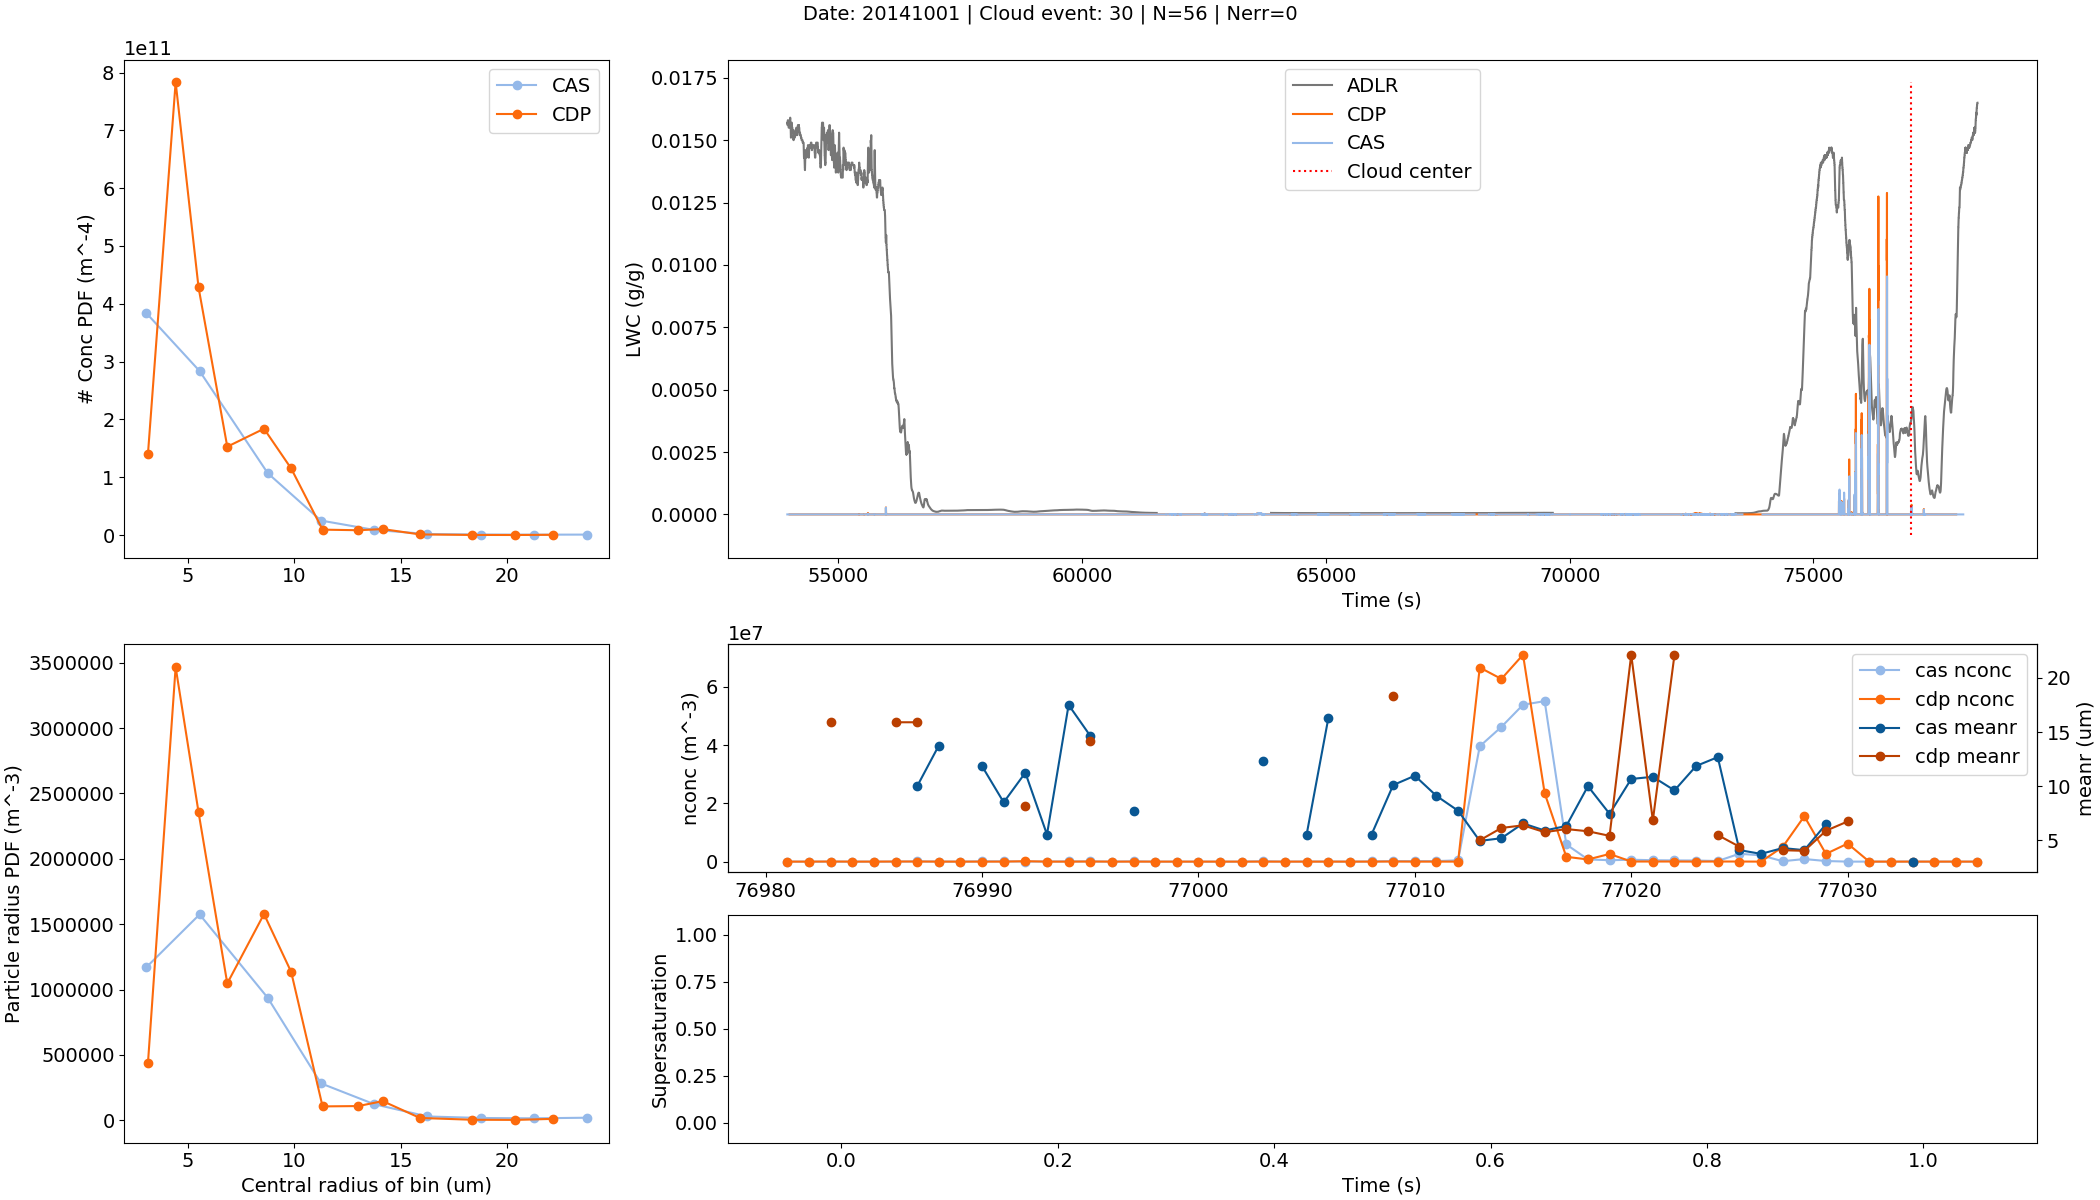 Date: 20141001 | Cloud event: 30 | N=56 | Nerr=0
1e11
# Conc PDF (m^-4)
8
7
6
5
4
3
2
1
0
CAS
CDP
5 10 15 20
LWC (g/g)
0.0175
0.0150
0.0125
0.0100
0.0075
0.0050
0.0025
0.0000
ADLR
CDP
CAS
Cloud center
55000 60000 65000 70000 75000
Time (s)
Particle radius PDF (m^-3)
3500000
3000000
2500000
2000000
1500000
1000000
500000
0
5 10 15 20
Central radius of bin (um)
1e7
nconc (m^-3)
6
4
2
0
cas nconc
cdp nconc
cas meanr
cdp meanr
20
15
10
5
meanr (um)
76980 76990 77000 77010 77020 77030
Supersaturation
1.00
0.75
0.50
0.25
0.00
0.0 0.2 0.4 0.6 0.8 1.0
Time (s)